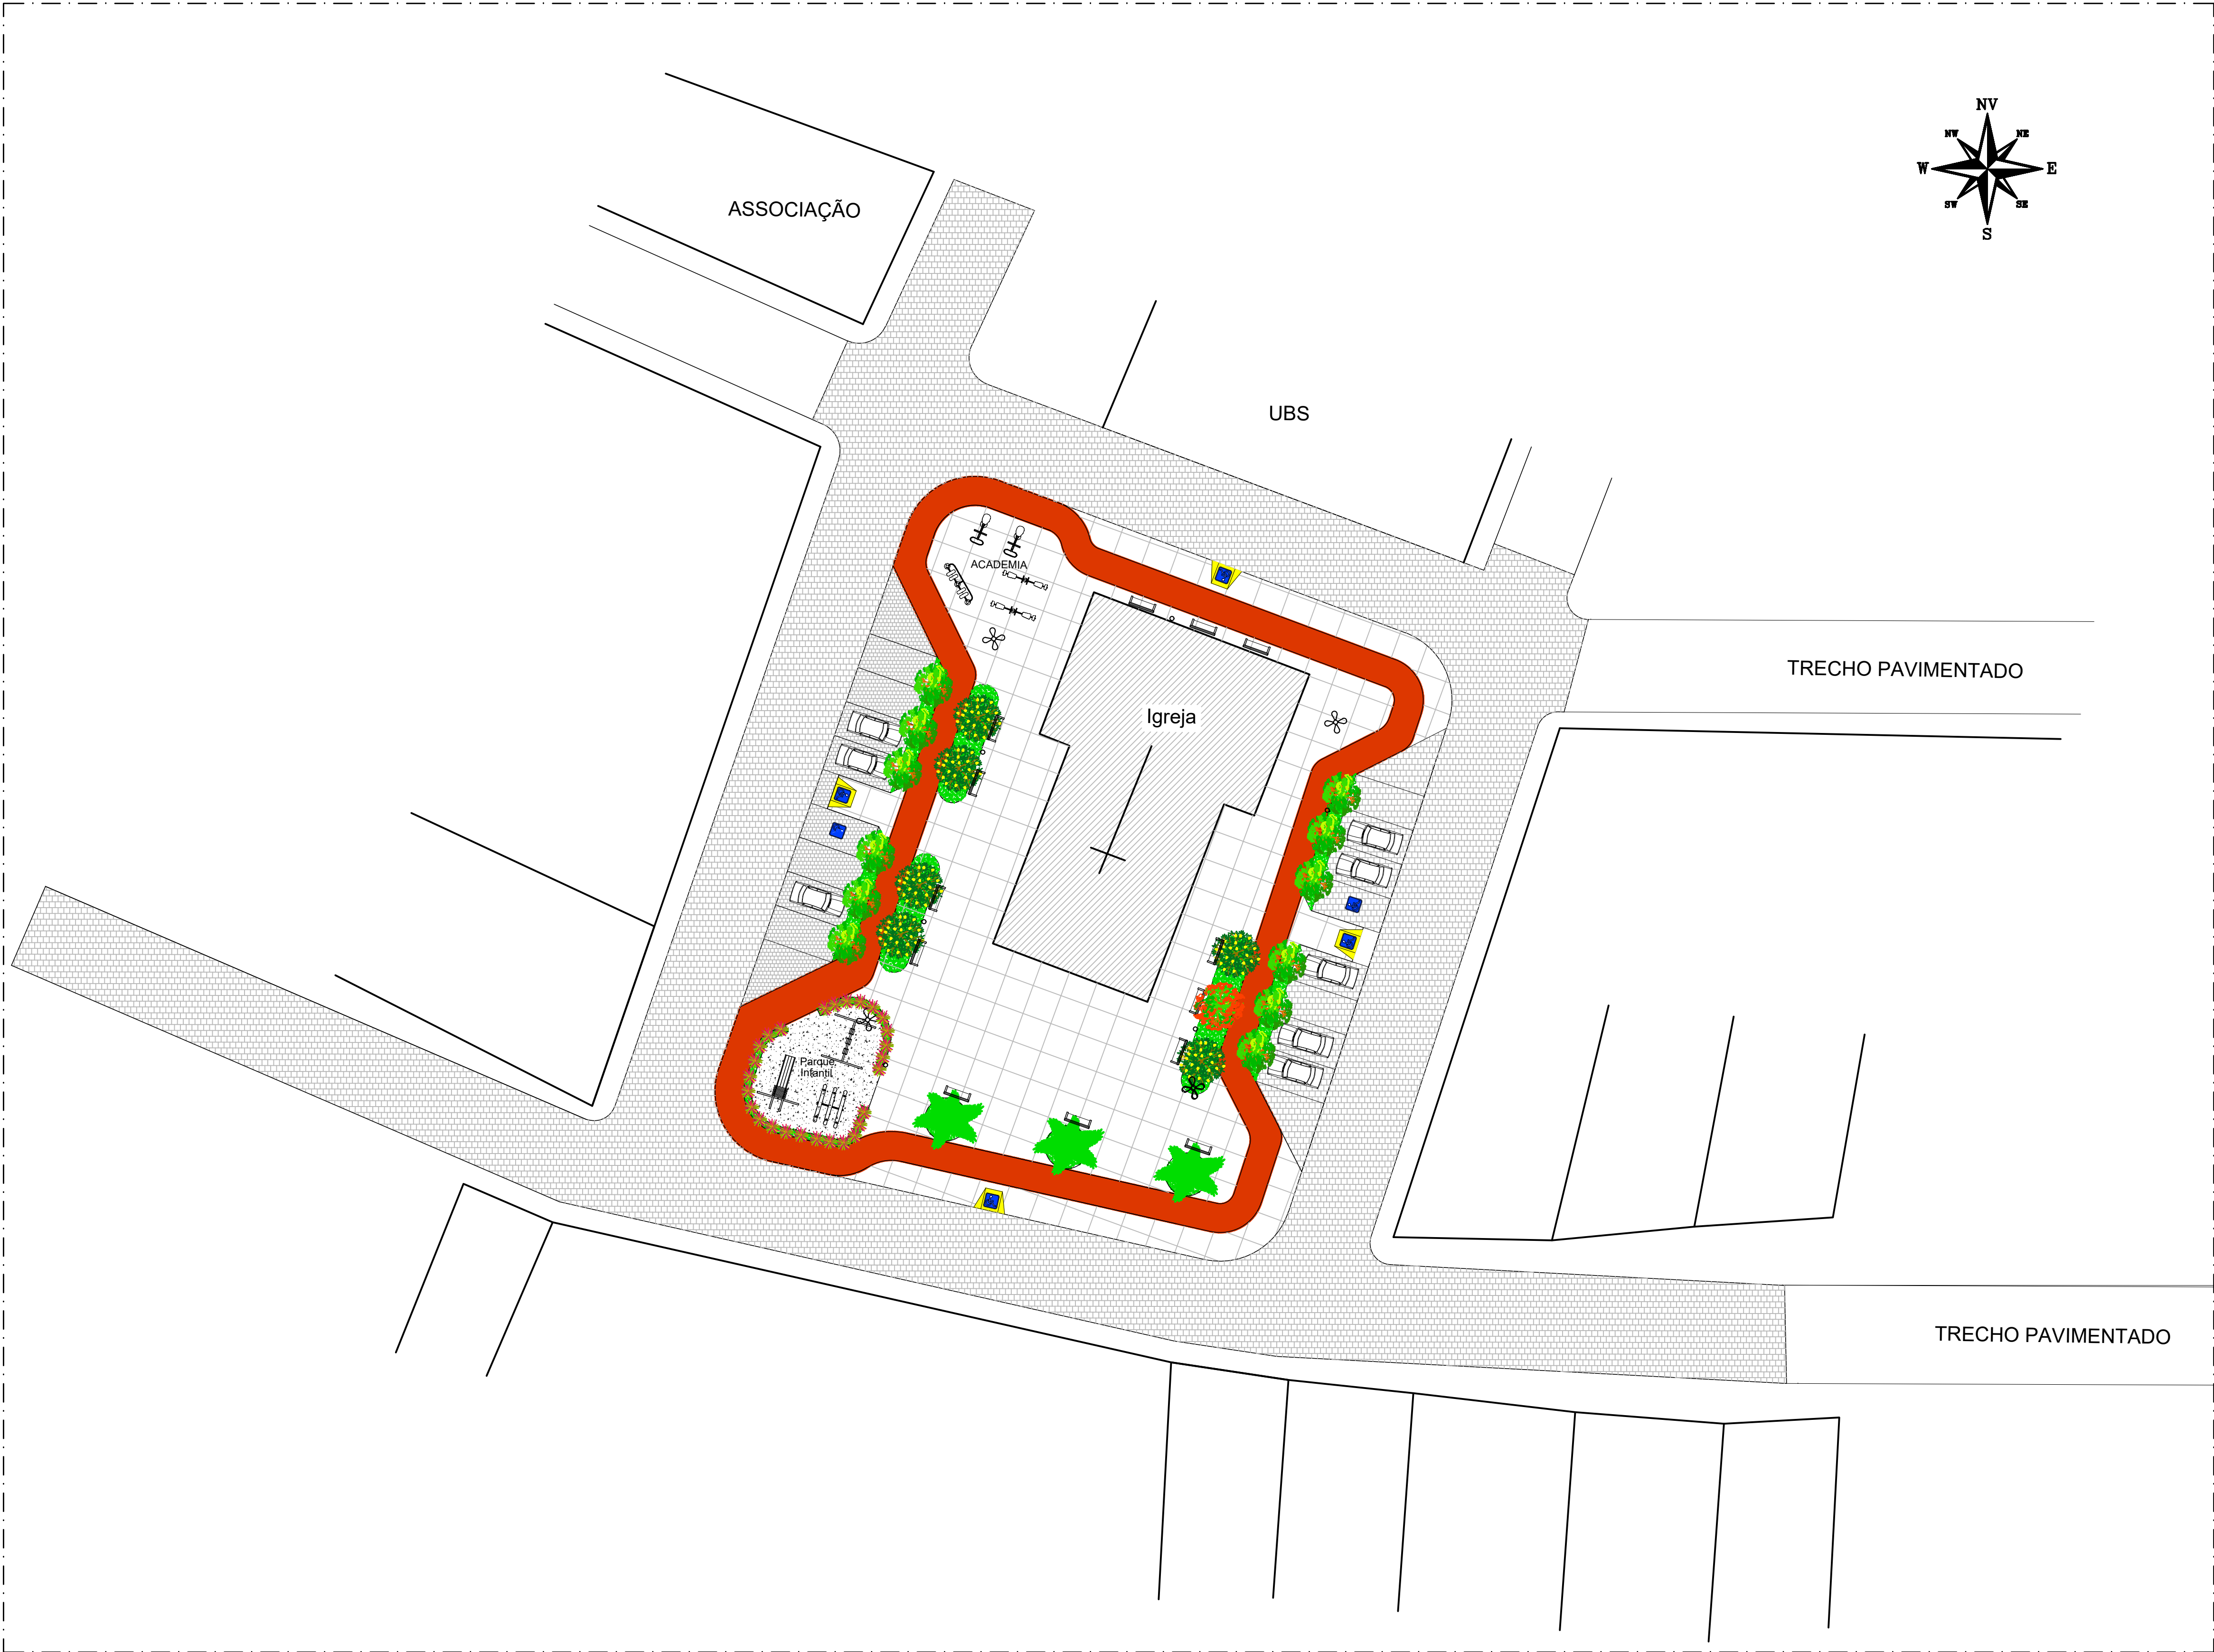 NV
NW
NE
W
E
SW
SE
S
ASSOCIAÇÃO
UBS
ACADEMIA
TRECHO PAVIMENTADO
Igreja
Parque
Infantil
TRECHO PAVIMENTADO